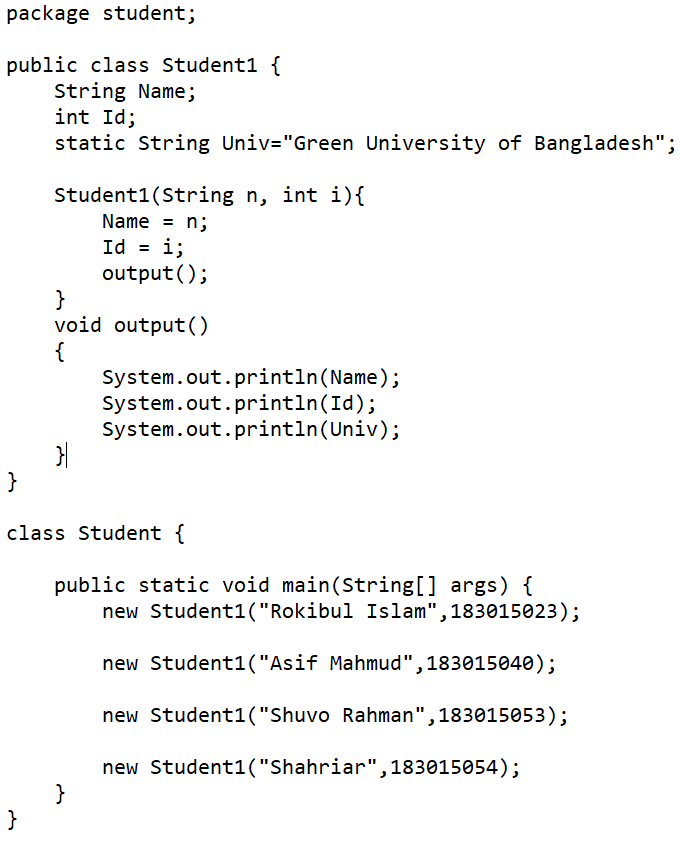 package student;
public class Student1 {
    String Name;
    int Id;
    static String Univ="Green University of Bangladesh";
    Student1(String n, int i){
        Name = n;
        Id = i;
        output();
    }
    void output()
    {
        System.out.println(Name);
        System.out.println(Id);
        System.out.println(Univ);
    }
}
class Student {
    public static void main(String[] args) {
        new Student1("Rokibul Islam",183015023);
        new Student1("Asif Mahmud",183015040);
        new Student1("Shuvo Rahman",183015053);
        new Student1("Shahriar",183015054);
    }
}